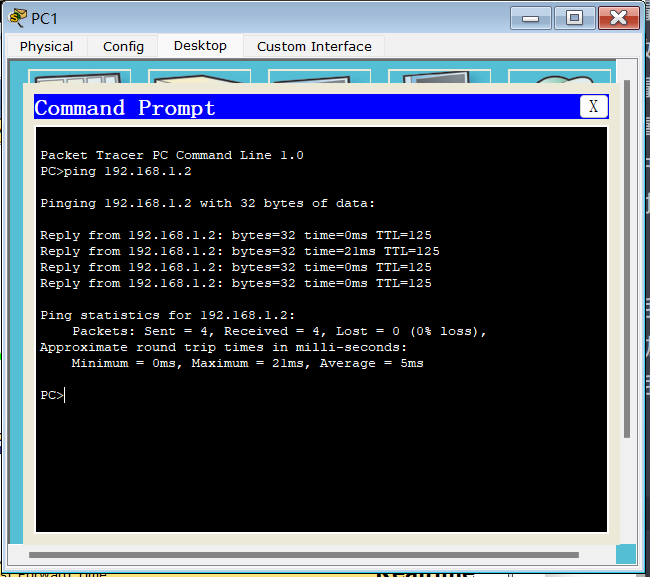 PC1
Physical Config Desktop Custom Interface
Command Prompt X
Packet Tracer PC Command Line 1.0
PC>ping 192.168.1.2
Pinging 192.168.1.2 with 32 bytes of data:
Reply from 192.168.1.2: bytes=32 time=0ms TTL=125
Reply from 192.168.1.2: bytes=32 time=21ms TTL=125
Reply from 192.168.1.2: bytes=32 time=0ms TTL=125
Reply from 192.168.1.2: bytes=32 time=0ms TTL=125
Ping statistics for 192.168.1.2:
Packets: Sent = 4, Received = 4, Lost = 0 (0% loss),
Approximate round trip times in milli-seconds:
Minimum = 0ms, Maximum = 21ms, Average = 5ms
PC>
Forward Time Realtime